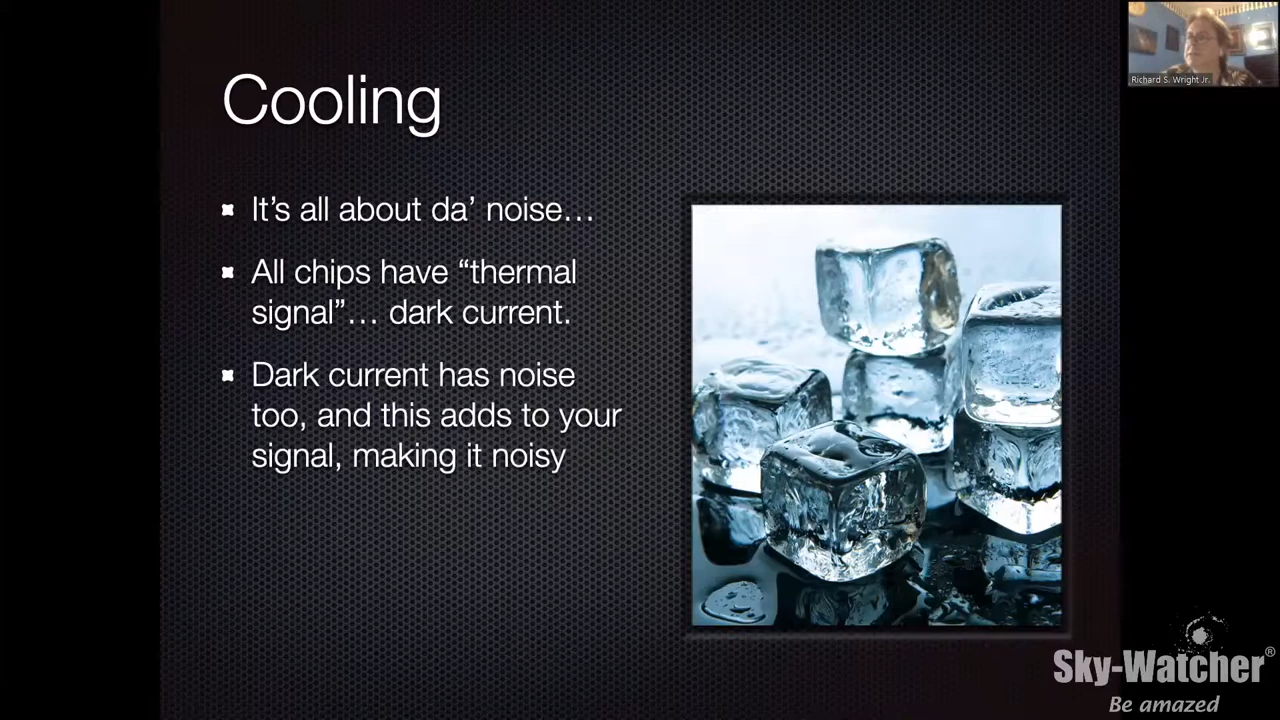 Cooling
It’s all about da’ noise…
All chips have “thermal
signal”… dark current.
Dark current has noise
too, and this adds to your
signal, making it noisy
Richard S. Wright Jr.
Sky-Watcher®
Be amazed